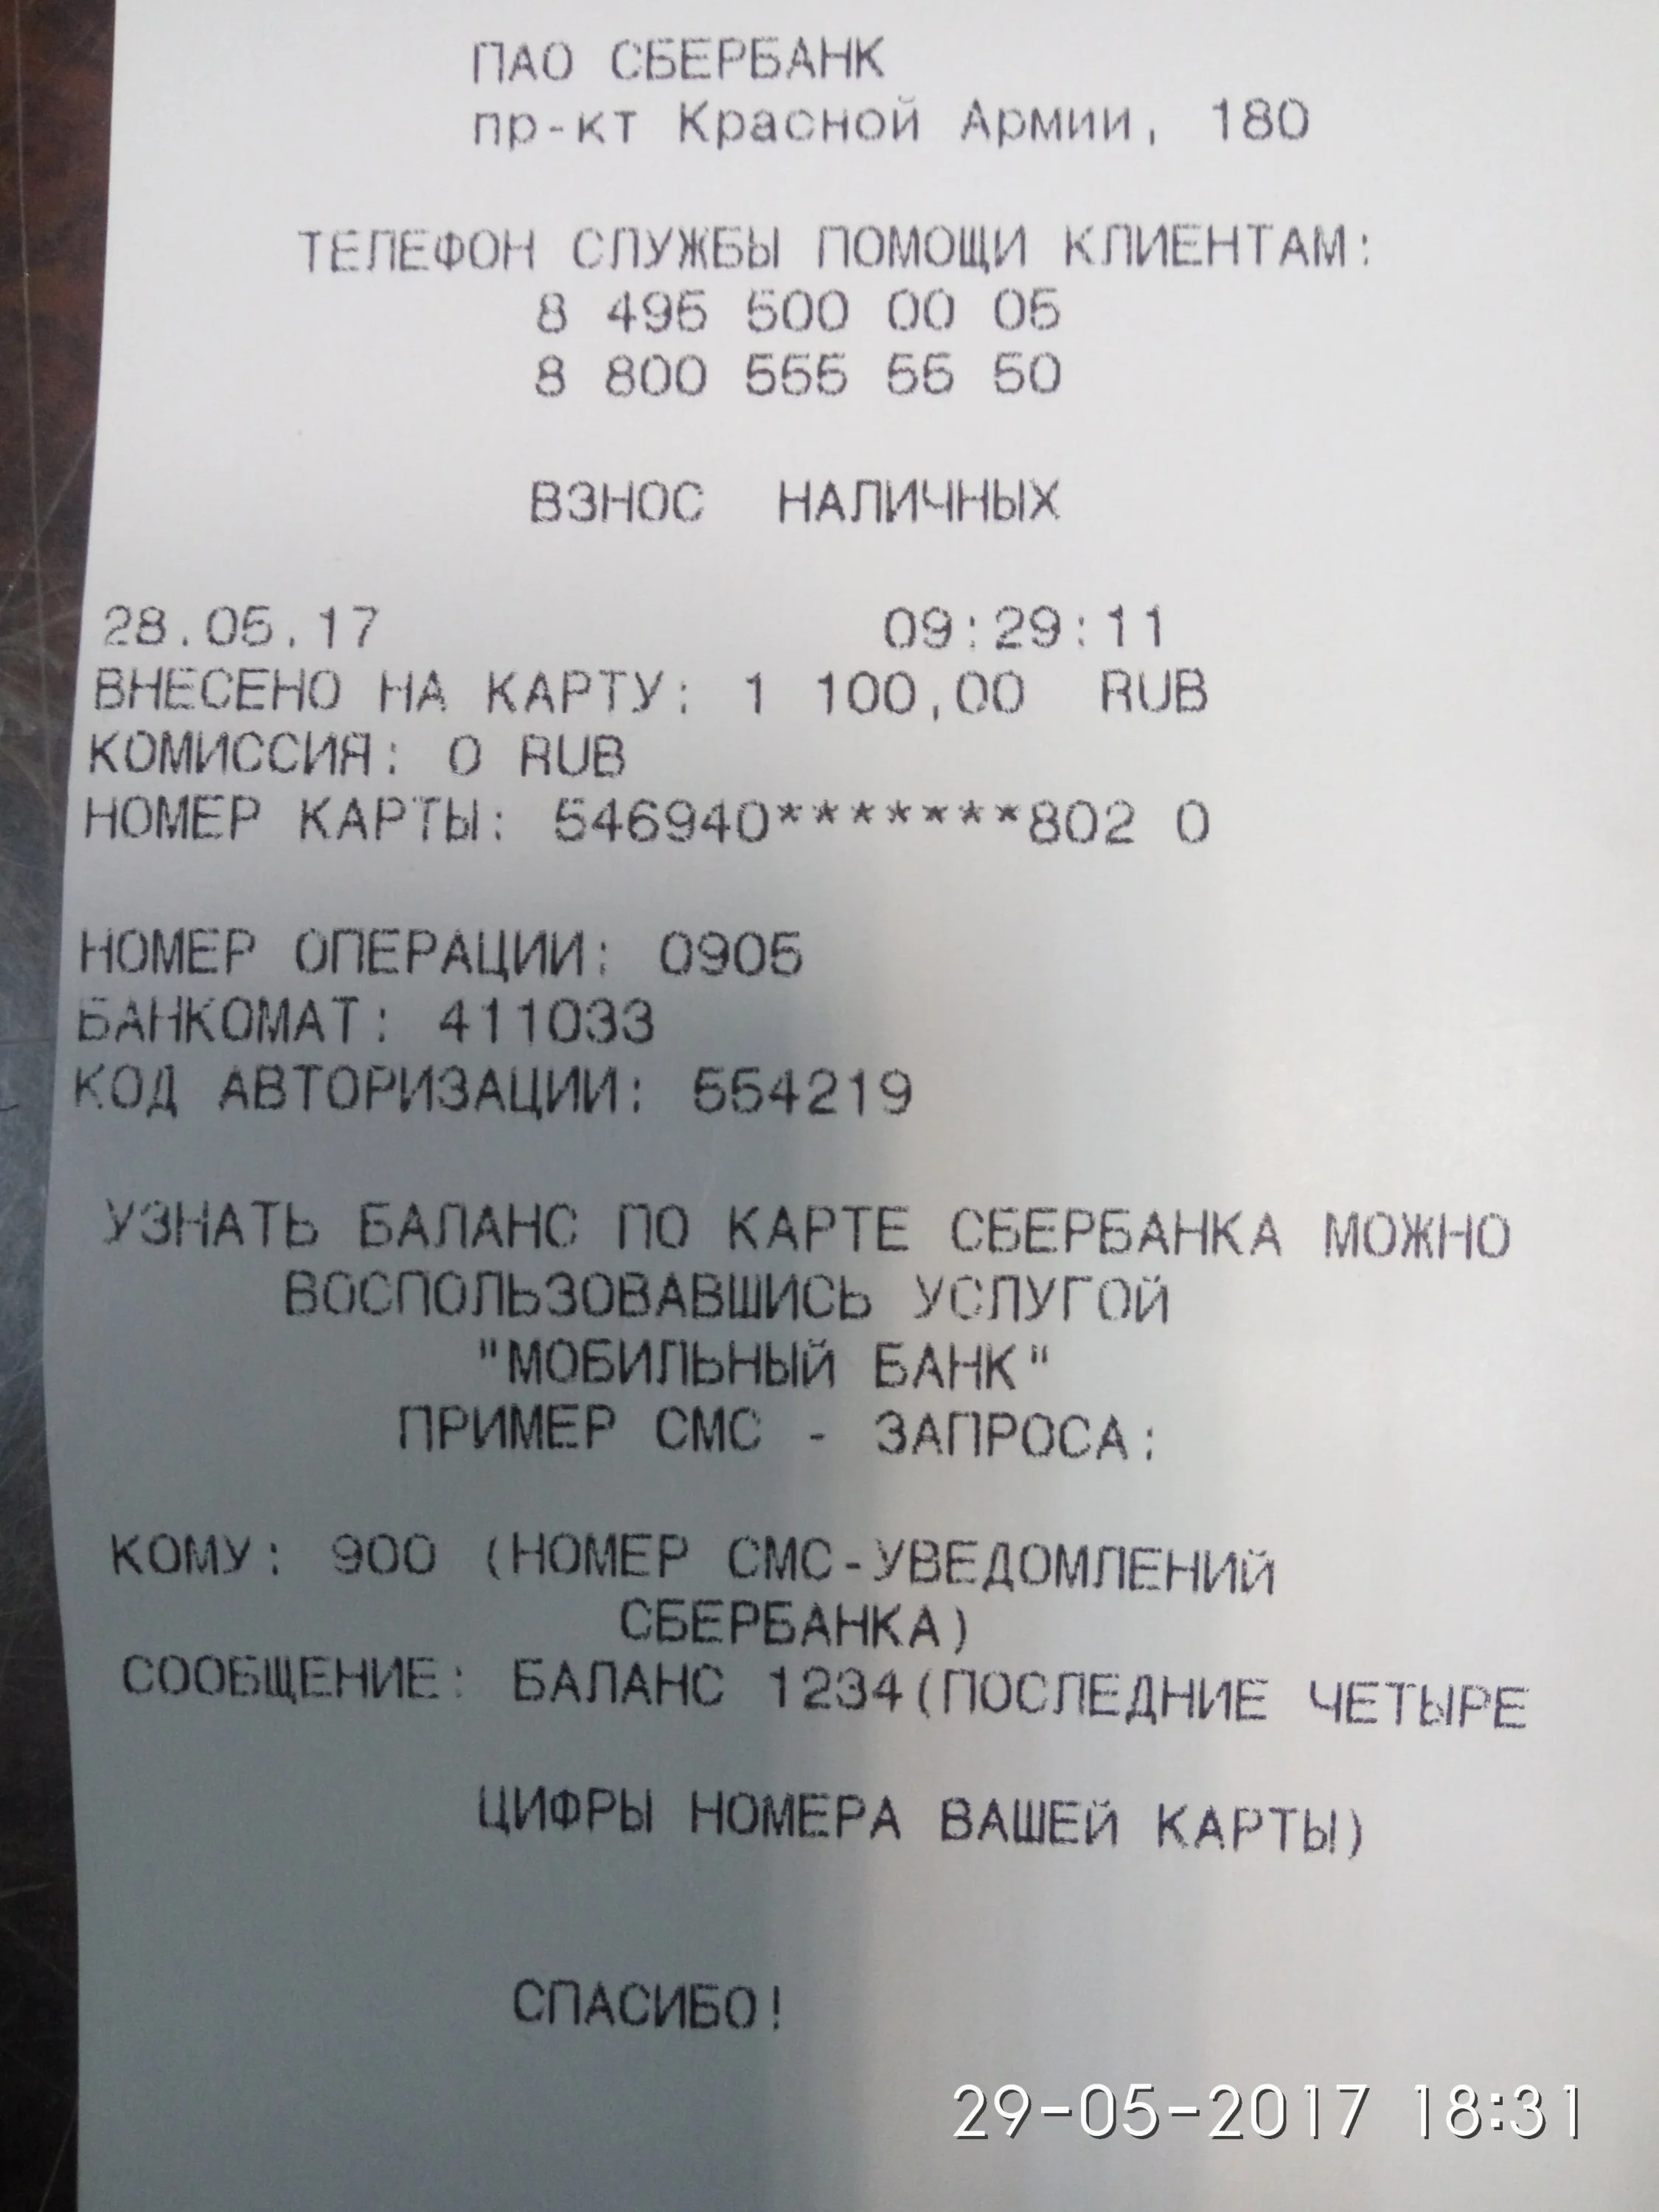 ПАО СБЕРБАНК
пр-кт Красной Армии, 180
ТЕЛЕФОН СЛУЖБЫ ПОМОЩИ КЛИЕНТАМ:
8 495 500 00 05
8 800 555 55 50
ВЗНОС НАЛИЧНЫХ
28.05.17 09:29:11
ВНЕСЕНО НА КАРТУ: 1 100,00 RUB
КОМИССИЯ: 0 RUB
НОМЕР КАРТЫ: 546940*******802 0
НОМЕР ОПЕРАЦИИ: 0905
БАНКОМАТ: 411033
КОД АВТОРИЗАЦИИ: 554219
УЗНАТЬ БАЛАНС ПО КАРТЕ СБЕРБАНКА МОЖНО
ВОСПОЛЬЗОВАВШИСЬ УСЛУГОЙ
"МОБИЛЬНЫЙ БАНК"
ПРИМЕР СМС - ЗАПРОСА:
КОМУ: 900 (НОМЕР СМС-УВЕДОМЛЕНИЙ
СБЕРБАНКА)
СООБЩЕНИЕ: БАЛАНС 1234(ПОСЛЕДНИЕ ЧЕТЫРЕ
ЦИФРЫ НОМЕРА ВАШЕЙ КАРТЫ)
СПАСИБО!
29-05-2017 18:31